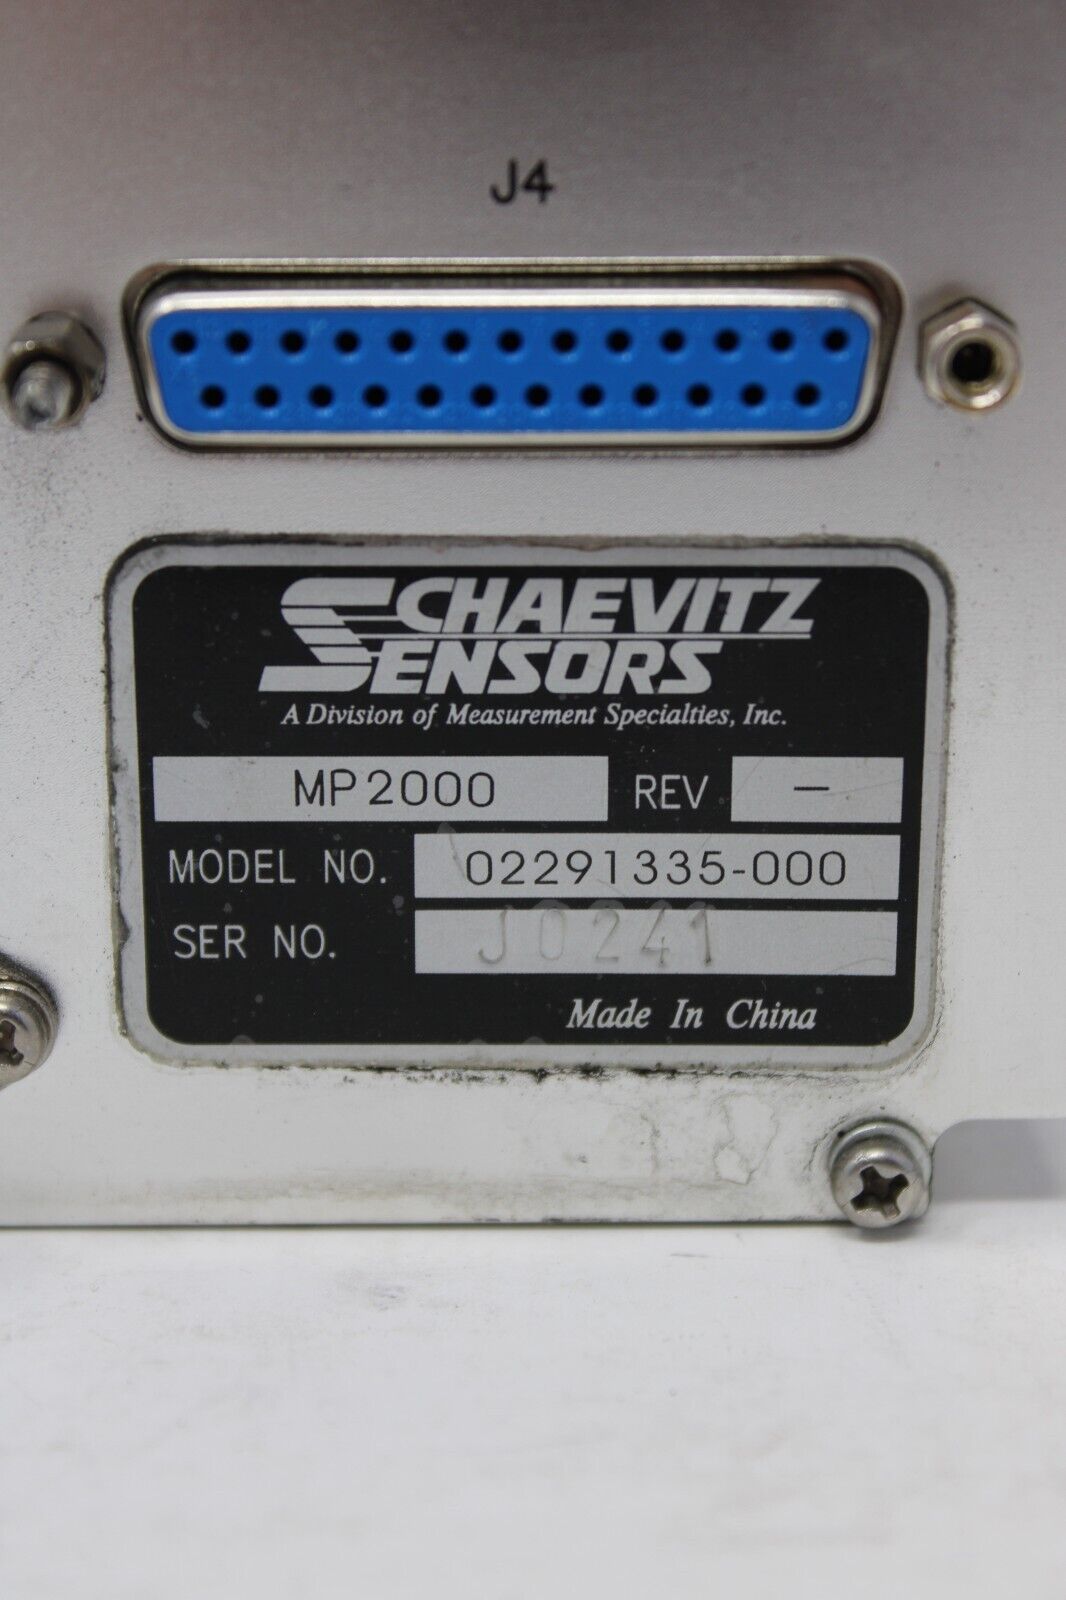 J4
SCHAEVITZ
SENSORS
A Division of Measurement Specialties, Inc.
MP2000 REV –
MODEL NO. 02291335-000
SER NO. J0241
Made In China